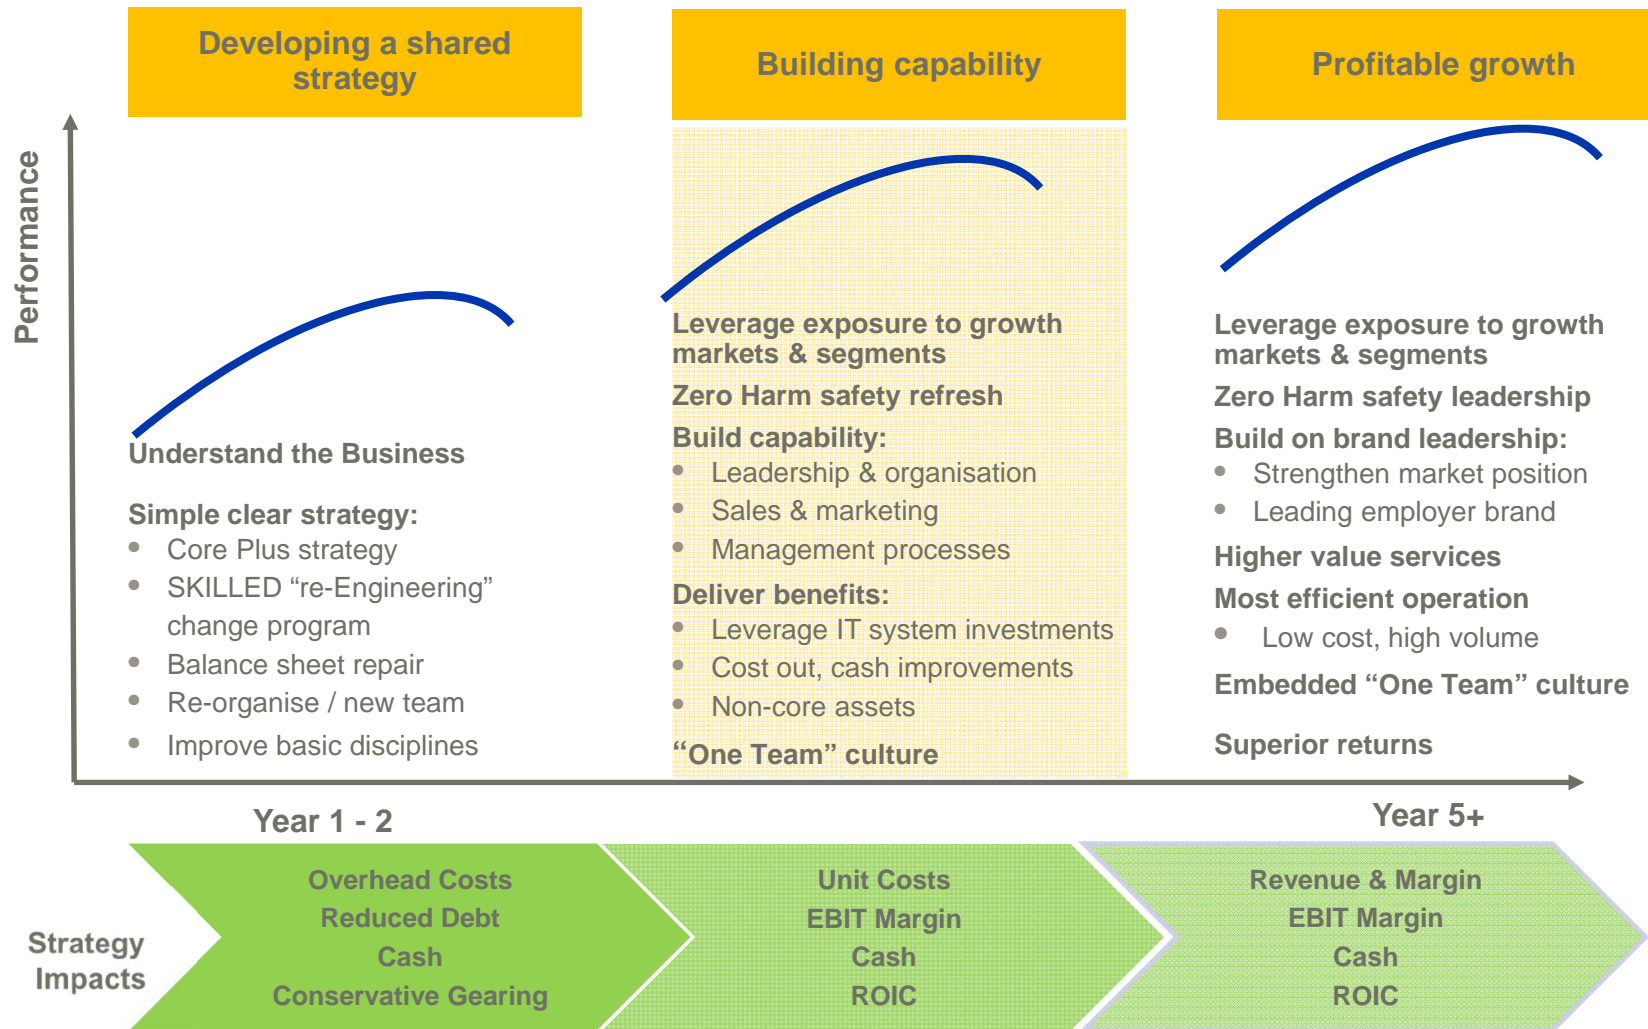 Developing a shared
strategy
Building capability
Profitable growth
Performance
Understand the Business
Simple clear strategy:
• Core Plus strategy
• SKILLED “re-Engineering”
change program
• Balance sheet repair
• Re-organise / new team
• Improve basic disciplines
Leverage exposure to growth
markets & segments
Zero Harm safety refresh
Build capability:
• Leadership & organisation
• Sales & marketing
• Management processes
Deliver benefits:
• Leverage IT system investments
• Cost out, cash improvements
• Non-core assets
“One Team” culture
Leverage exposure to growth
markets & segments
Zero Harm safety leadership
Build on brand leadership:
• Strengthen market position
• Leading employer brand
Higher value services
Most efficient operation
• Low cost, high volume
Embedded “One Team” culture
Superior returns
Year 1 - 2
Year 5+
Strategy
Impacts
Overhead Costs
Reduced Debt
Cash
Conservative Gearing
Unit Costs
EBIT Margin
Cash
ROIC
Revenue & Margin
EBIT Margin
Cash
ROIC